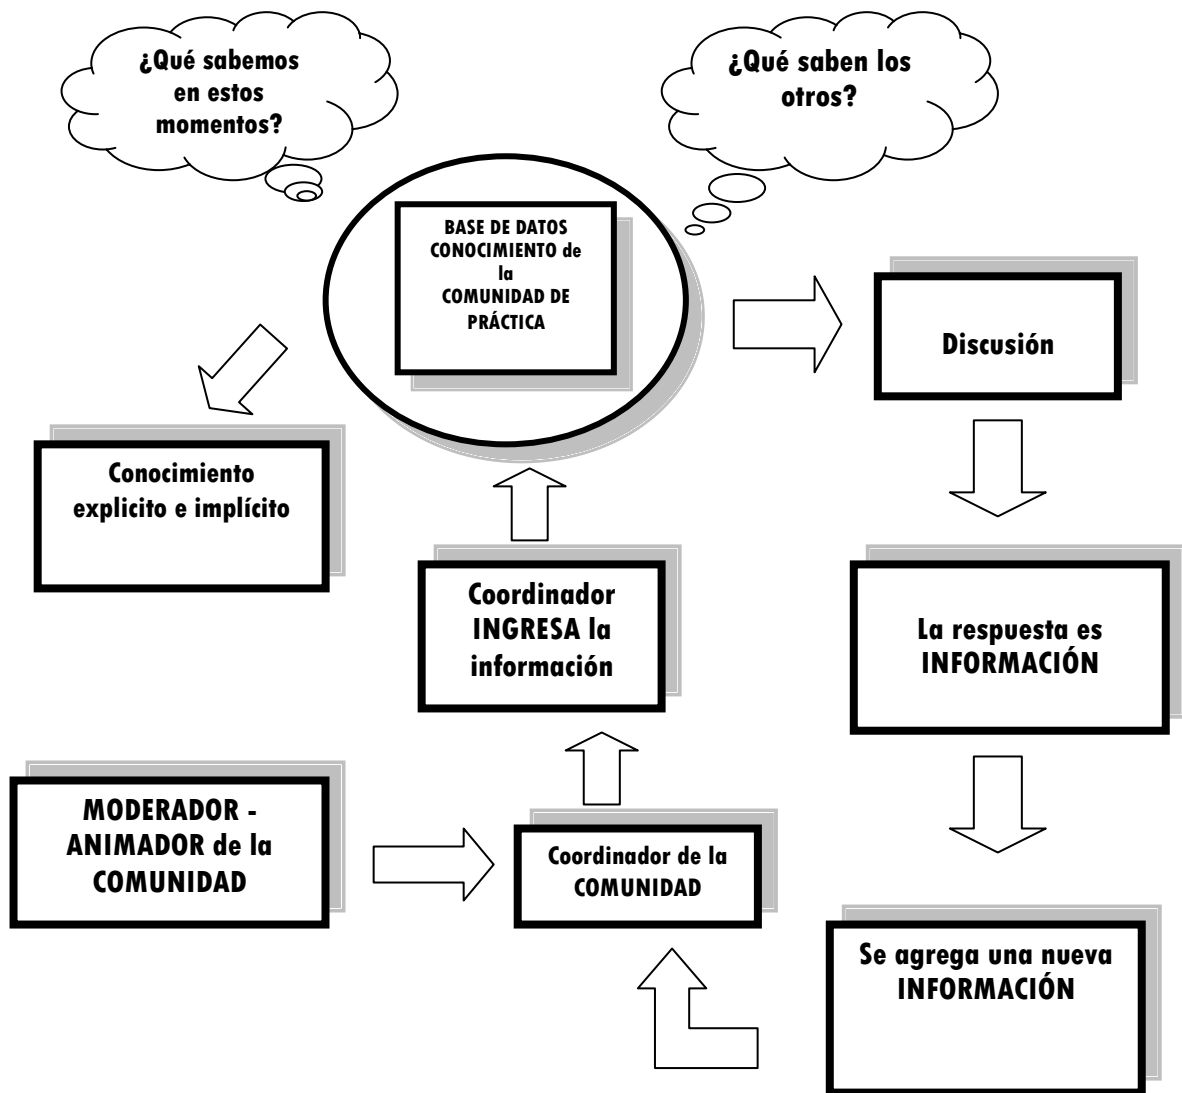 ¿Qué sabemos
en estos
momentos?
¿Qué saben los
otros?
BASE DE DATOS
CONOCIMIENTO de
la
COMUNIDAD DE
PRÁCTICA
Discusión
Conocimiento
explicito e implícito
Coordinador
INGRESA la
información
La respuesta es
INFORMACIÓN
MODERADOR -
ANIMADOR de la
COMUNIDAD
Coordinador de la
COMUNIDAD
Se agrega una nueva
INFORMACIÓN